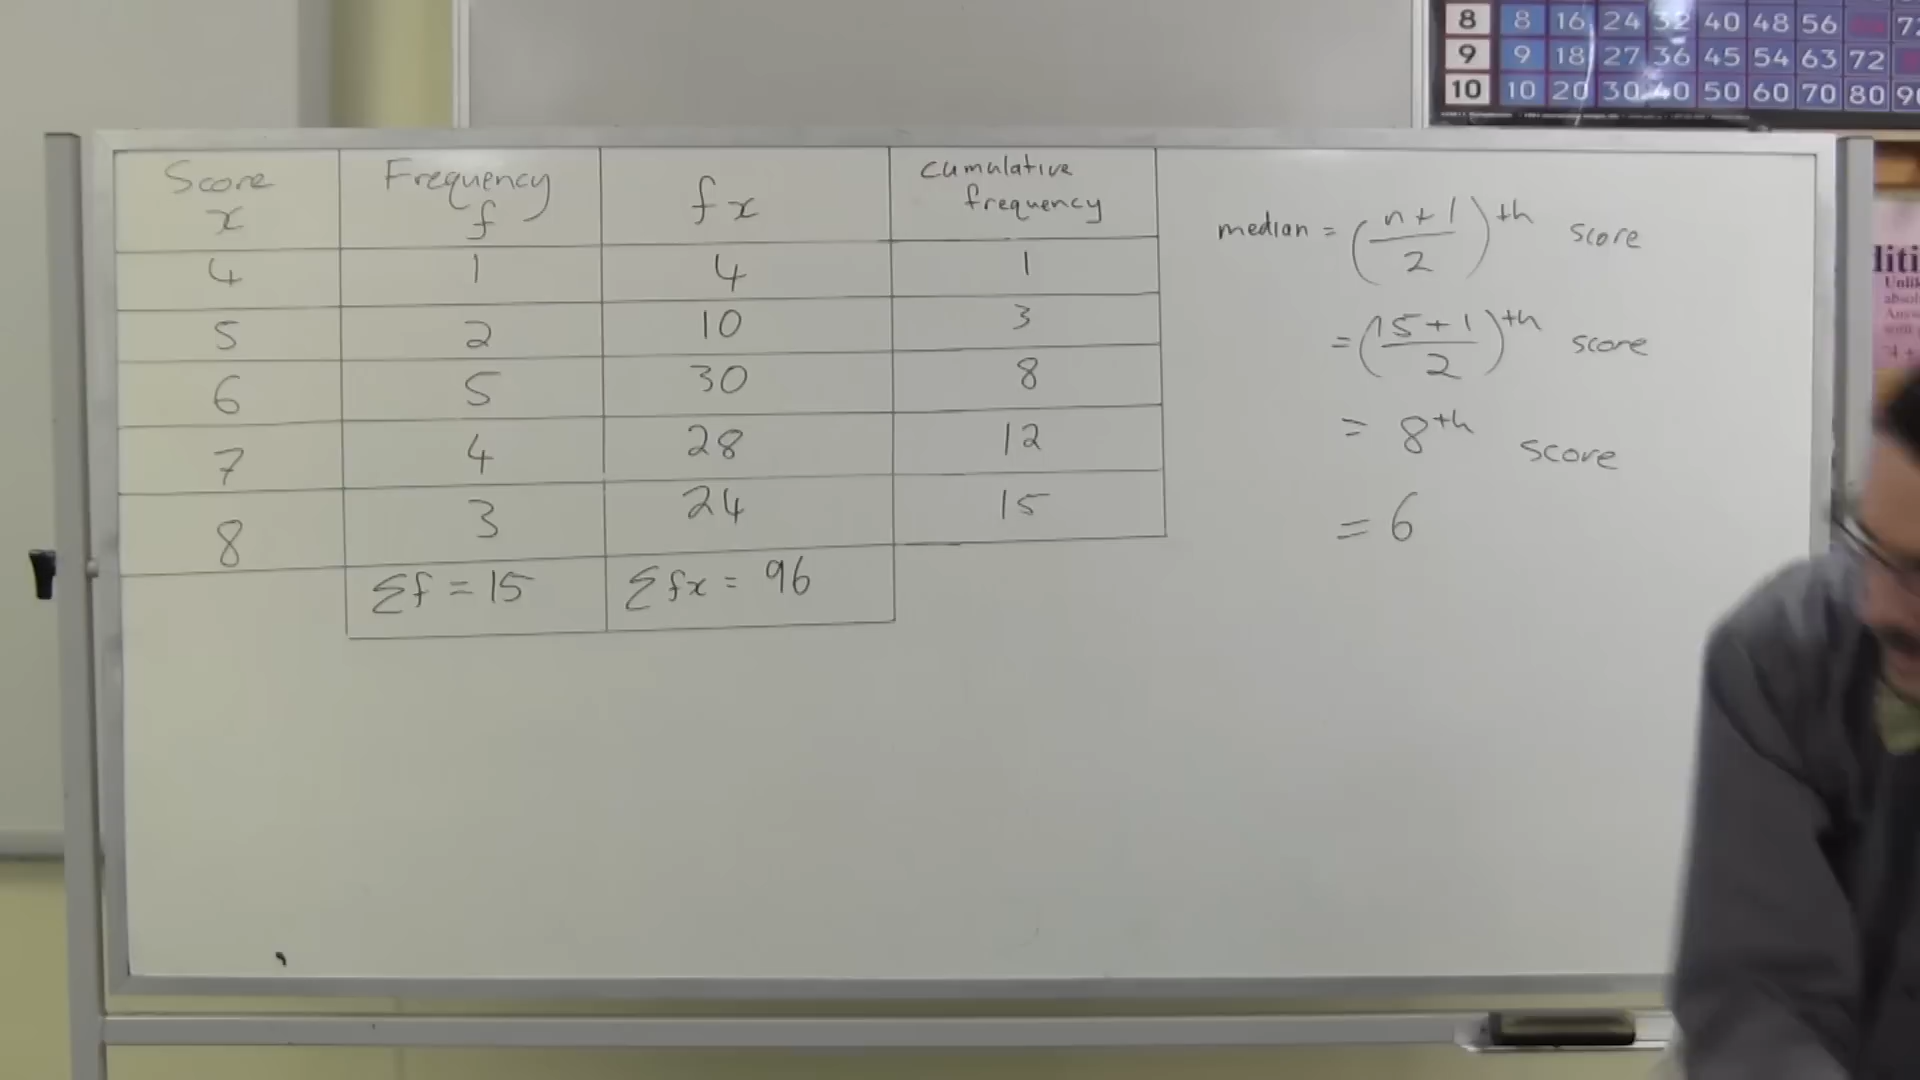 8 8 16 24 32 40 48 56
9 9 18 27 36 45 54 63 72
10 10 20 30 40 50 60 70 80 90
Score x Frequency f fx cumulative frequency
4 1 4 1
5 2 10 3
6 5 30 8
7 4 28 12
8 3 24 15
Σf = 15 Σfx = 96
median = (n+1/2)th score
= (15+1/2)th score
= 8th score
= 6